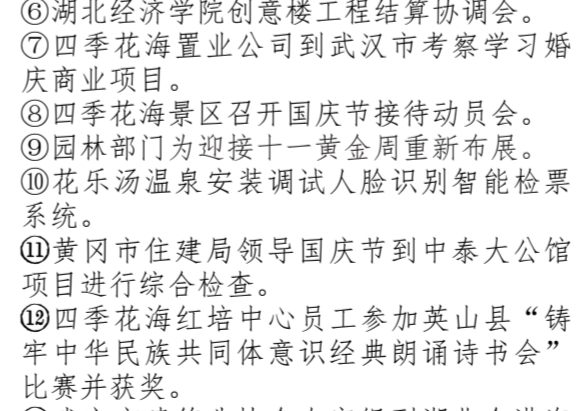 ⑥湖北经济学院创意楼工程结算协调会。
⑦四季花海置业公司到武汉市考察学习婚
庆商业项目。
⑧四季花海景区召开国庆节接待动员会。
⑨园林部门为迎接十一黄金周重新布展。
⑩花乐汤温泉安装调试人脸识别智能检票
系统。
⑪黄冈市住建局领导国庆节到中泰大公馆
项目进行综合检查。
⑫四季花海红培中心员工参加英山县“铸
牢中华民族共同体意识经典朗诵诗书会”
比赛并获奖。